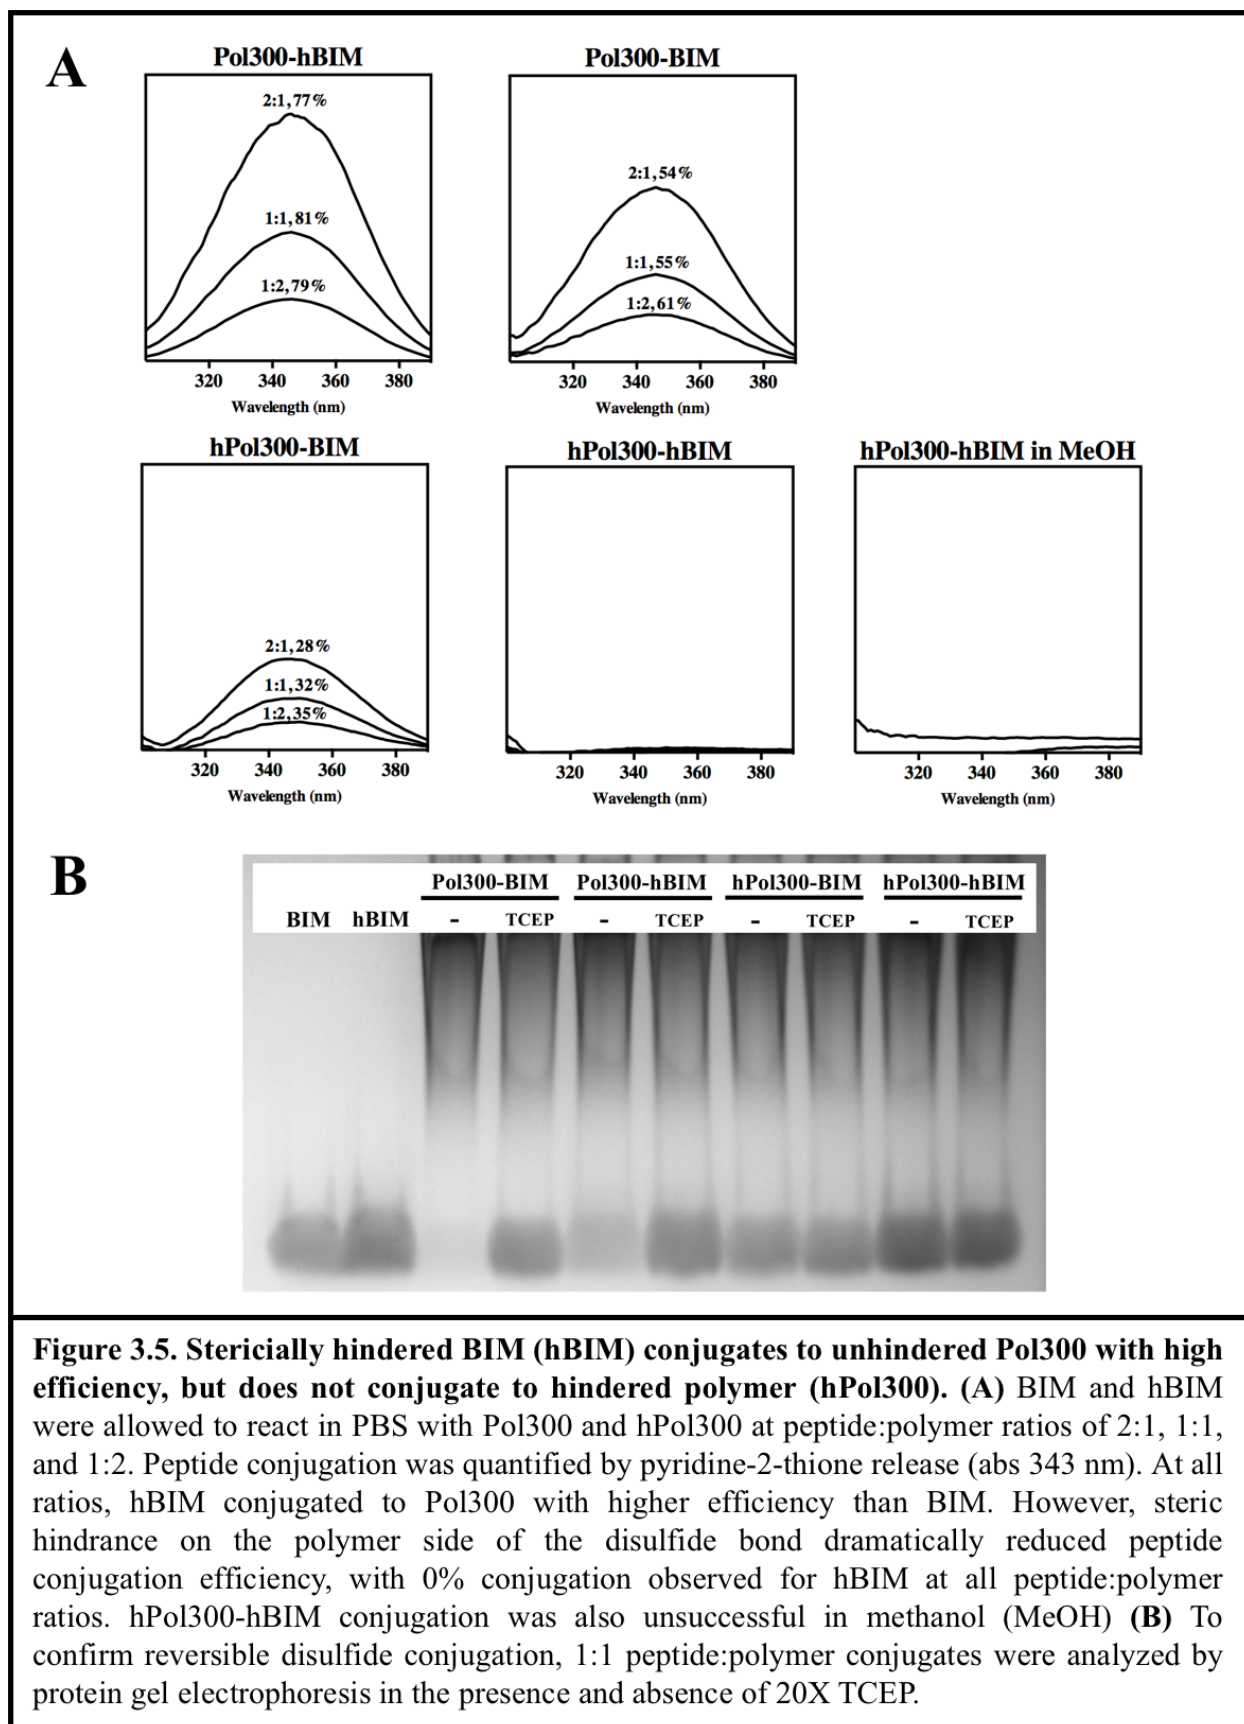 A
Pol300-hBIM
2:1,77%
1:1,81%
1:2,79%
320 340 360 380
Wavelength (nm)
Pol300-BIM
2:1,54%
1:1,55%
1:2,61%
320 340 360 380
Wavelength (nm)
hPol300-BIM
2:1,28%
1:1,32%
1:2,35%
320 340 360 380
Wavelength (nm)
hPol300-hBIM
320 340 360 380
Wavelength (nm)
hPol300-hBIM in MeOH
320 340 360 380
Wavelength (nm)
B
Pol300-BIM Pol300-hBIM hPol300-BIM hPol300-hBIM
BIM hBIM - TCEP - TCEP - TCEP - TCEP
Figure 3.5. Stericially hindered BIM (hBIM) conjugates to unhindered Pol300 with high
efficiency, but does not conjugate to hindered polymer (hPol300). (A) BIM and hBIM
were allowed to react in PBS with Pol300 and hPol300 at peptide:polymer ratios of 2:1, 1:1,
and 1:2. Peptide conjugation was quantified by pyridine-2-thione release (abs 343 nm). At all
ratios, hBIM conjugated to Pol300 with higher efficiency than BIM. However, steric
hindrance on the polymer side of the disulfide bond dramatically reduced peptide
conjugation efficiency, with 0% conjugation observed for hBIM at all peptide:polymer
ratios. hPol300-hBIM conjugation was also unsuccessful in methanol (MeOH) (B) To
confirm reversible disulfide conjugation, 1:1 peptide:polymer conjugates were analyzed by
protein gel electrophoresis in the presence and absence of 20X TCEP.